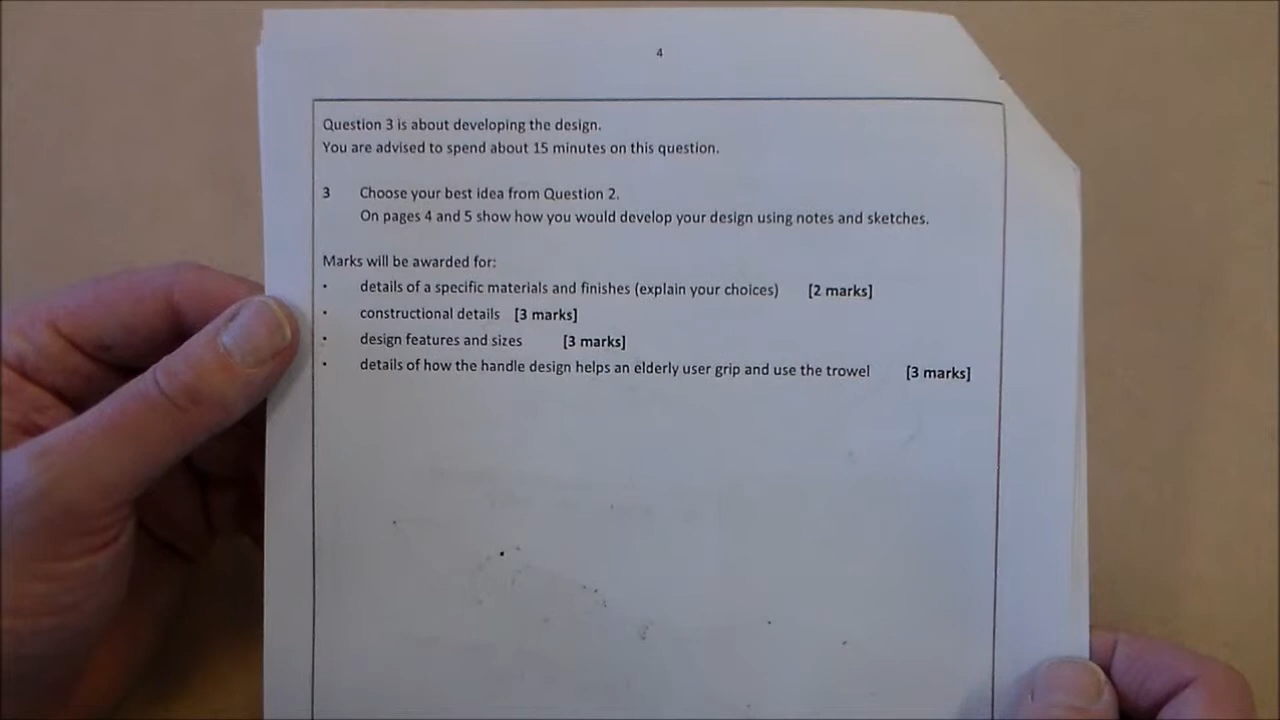 4
Question 3 is about developing the design.
You are advised to spend about 15 minutes on this question.
3 Choose your best idea from Question 2.
On pages 4 and 5 show how you would develop your design using notes and sketches.
Marks will be awarded for:
• details of a specific materials and finishes (explain your choices) [2 marks]
• constructional details [3 marks]
• design features and sizes [3 marks]
• details of how the handle design helps an elderly user grip and use the trowel [3 marks]